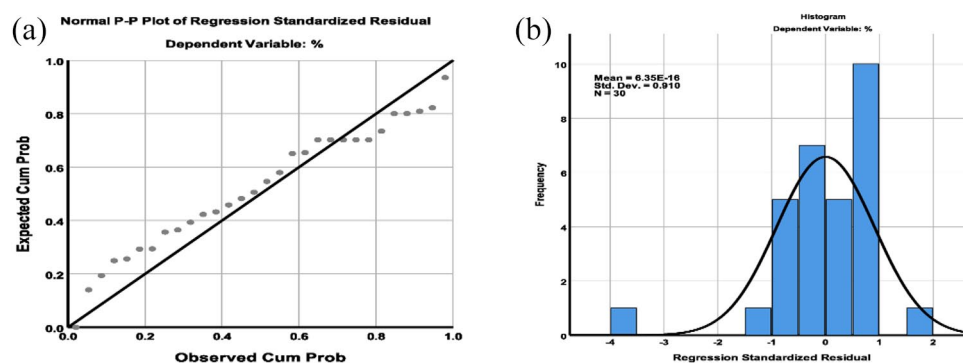 (a)
Normal P-P Plot of Regression Standardized Residual
Dependent Variable: %
1.0
0.8
0.6
0.4
0.2
0.0
Expected Cum Prob
0.0 0.2 0.4 0.6 0.8 1.0
Observed Cum Prob
(b)
Histogram
Dependent Variable: %
Mean = 6.35E-16
Std. Dev. = 0.910
N = 30
10
8
6
4
2
0
Frequency
-4 -3 -2 -1 0 1 2
Regression Standardized Residual